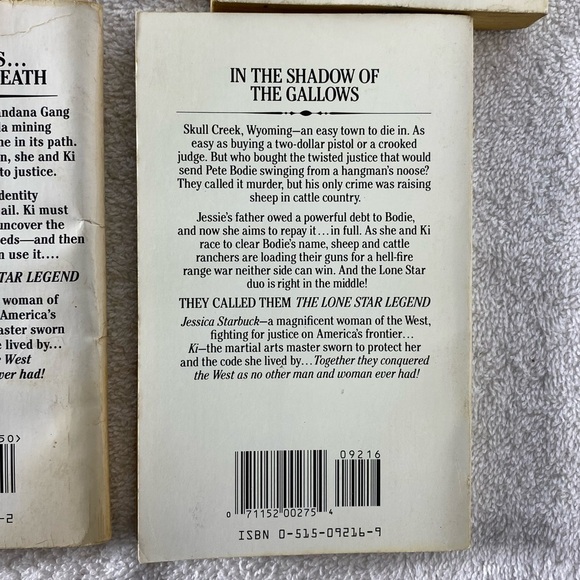 S...
EATH
andana Gang
la mining
ne in its path.
n, she and Ki
to justice.
dentity
ail. Ki must
uncover the
eds—and then
n use it....
STAR LEGEND
woman of
America's
master sworn
e lived by...
West
ver had!
50>
-2
IN THE SHADOW OF
THE GALLOWS
Skull Creek, Wyoming—an easy town to die in. As
easy as buying a two-dollar pistol or a crooked
judge. But who bought the twisted justice that would
send Pete Bodie swinging from a hangman's noose?
They called it murder, but his only crime was raising
sheep in cattle country.
Jessie's father owed a powerful debt to Bodie,
and now she aims to repay it...in full. As she and Ki
race to clear Bodie's name, sheep and cattle
ranchers are loading their guns for a hell-fire
range war neither side can win. And the Lone Star
duo is right in the middle!
THEY CALLED THEM THE LONE STAR LEGEND
Jessica Starbuck—a magnificent woman of the West,
fighting for justice on America's frontier...
Ki—the martial arts master sworn to protect her
and the code she lived by...Together they conquered
the West as no other man and woman ever had!
09216
0 71152 00275 4
ISBN 0-515-09216-9